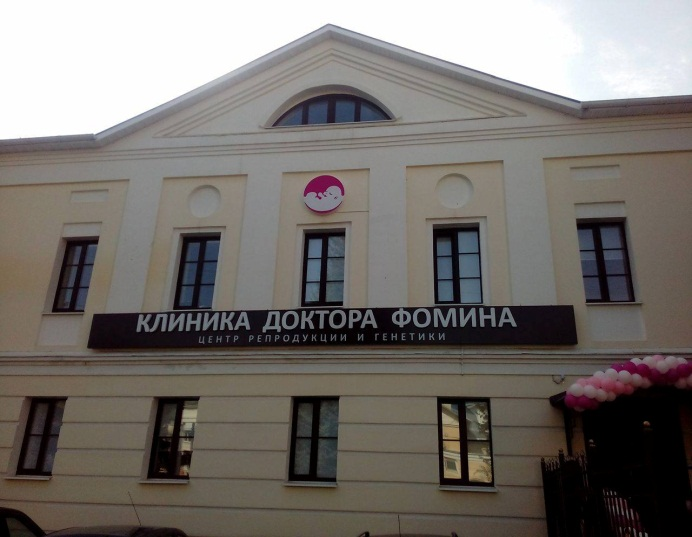 КЛИНИКА ДОКТОРА ФОМИНА
ЦЕНТР РЕПРОДУКЦИИ И ГЕНЕТИКИ